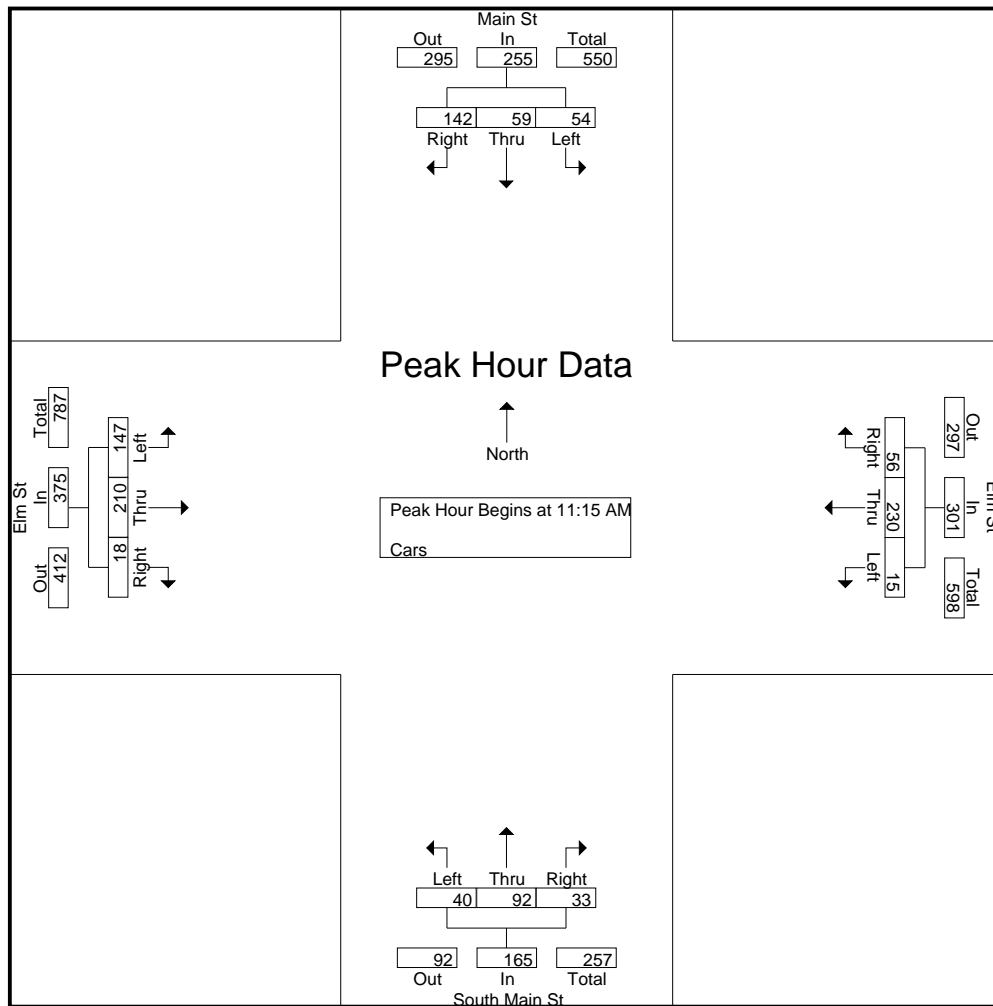 Main St
Out In Total
295 255 550
142 59 54
Right Thru Left
Peak Hour Data
North
Peak Hour Begins at 11:15 AM
Cars
Elm St
Total In Out
787 375 412
147 210 18
Left Thru Right
Elm St
Out In Total
297 301 598
56 230 15
Right Thru Left
Left Thru Right
40 92 33
92 165 257
Out In Total
South Main St